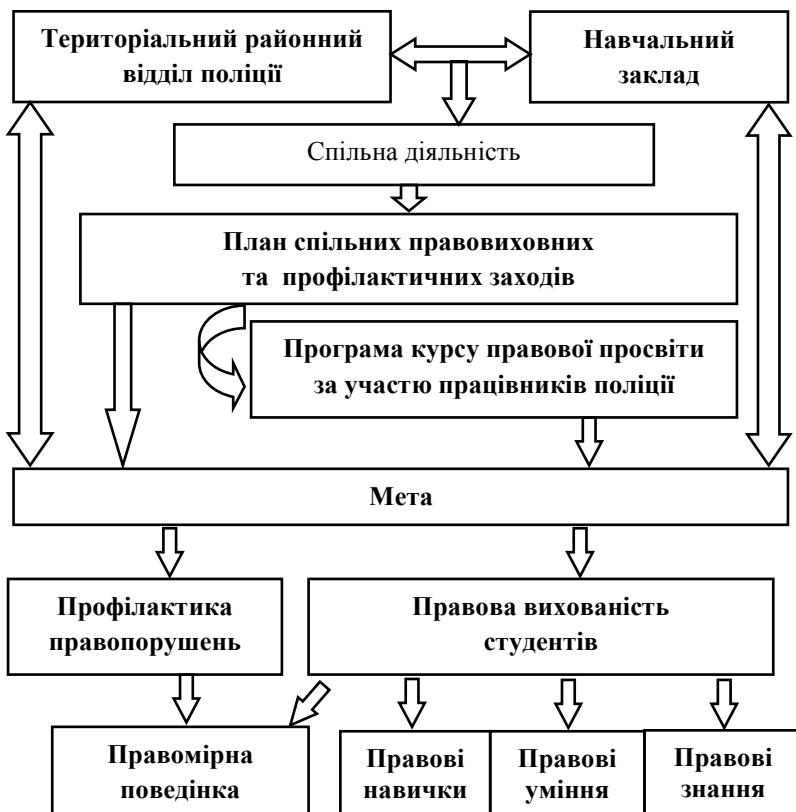 Територіальний районний
відділ поліції
Навчальний
заклад
Спільна діяльність
План спільних правовиховних
та профілактичних заходів
Програма курсу правової просвіти
за участю працівників поліції
Мета
Профілактика
правопорушень
Правова вихованість
студентів
Правомірна
поведінка
Правові
навички
Правові
уміння
Правові
знання